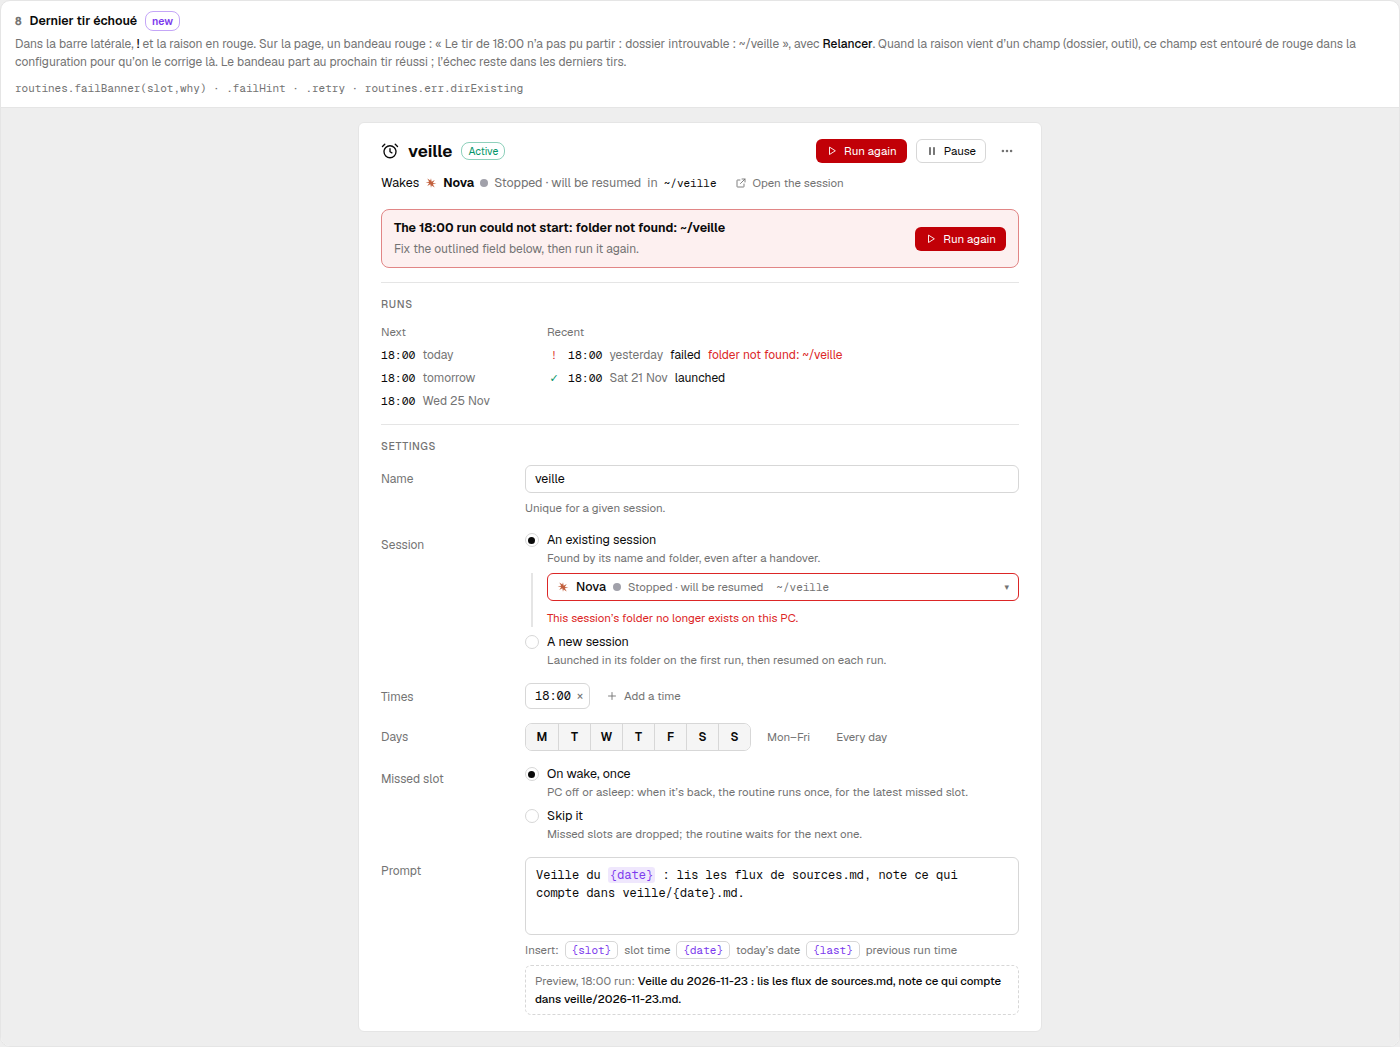 8 Dernier tir échoué new
Dans la barre latérale, ! et la raison en rouge. Sur la page, un bandeau rouge : « Le tir de 18:00 n'a pas pu partir : dossier introuvable : ~/veille », avec Relancer. Quand la raison vient d'un champ (dossier, outil), ce champ est entouré de rouge dans la
configuration pour qu'on le corrige là. Le bandeau part au prochain tir réussi ; l'échec reste dans les derniers tirs.
routines.failBanner(slot,why) · .failHint · .retry · routines.err.dirExisting
veille Active Run again Pause ···
Wakes Nova Stopped · will be resumed in ~/veille Open the session
The 18:00 run could not start: folder not found: ~/veille
Fix the outlined field below, then run it again.
Run again
RUNS
Next Recent
18:00 today ! 18:00 yesterday failed folder not found: ~/veille
18:00 tomorrow ✓ 18:00 Sat 21 Nov launched
18:00 Wed 25 Nov
SETTINGS
Name veille
Unique for a given session.
Session An existing session
Found by its name and folder, even after a handover.
Nova Stopped · will be resumed ~/veille ▾
This session's folder no longer exists on this PC.
A new session
Launched in its folder on the first run, then resumed on each run.
Times 18:00 × + Add a time
Days M T W T F S S Mon–Fri Every day
Missed slot On wake, once
PC off or asleep: when it's back, the routine runs once, for the latest missed slot.
Skip it
Missed slots are dropped; the routine waits for the next one.
Prompt Veille du {date} : lis les flux de sources.md, note ce qui
compte dans veille/{date}.md.
Insert: {slot} slot time {date} today's date {last} previous run time
Preview, 18:00 run: Veille du 2026-11-23 : lis les flux de sources.md, note ce qui compte
dans veille/2026-11-23.md.